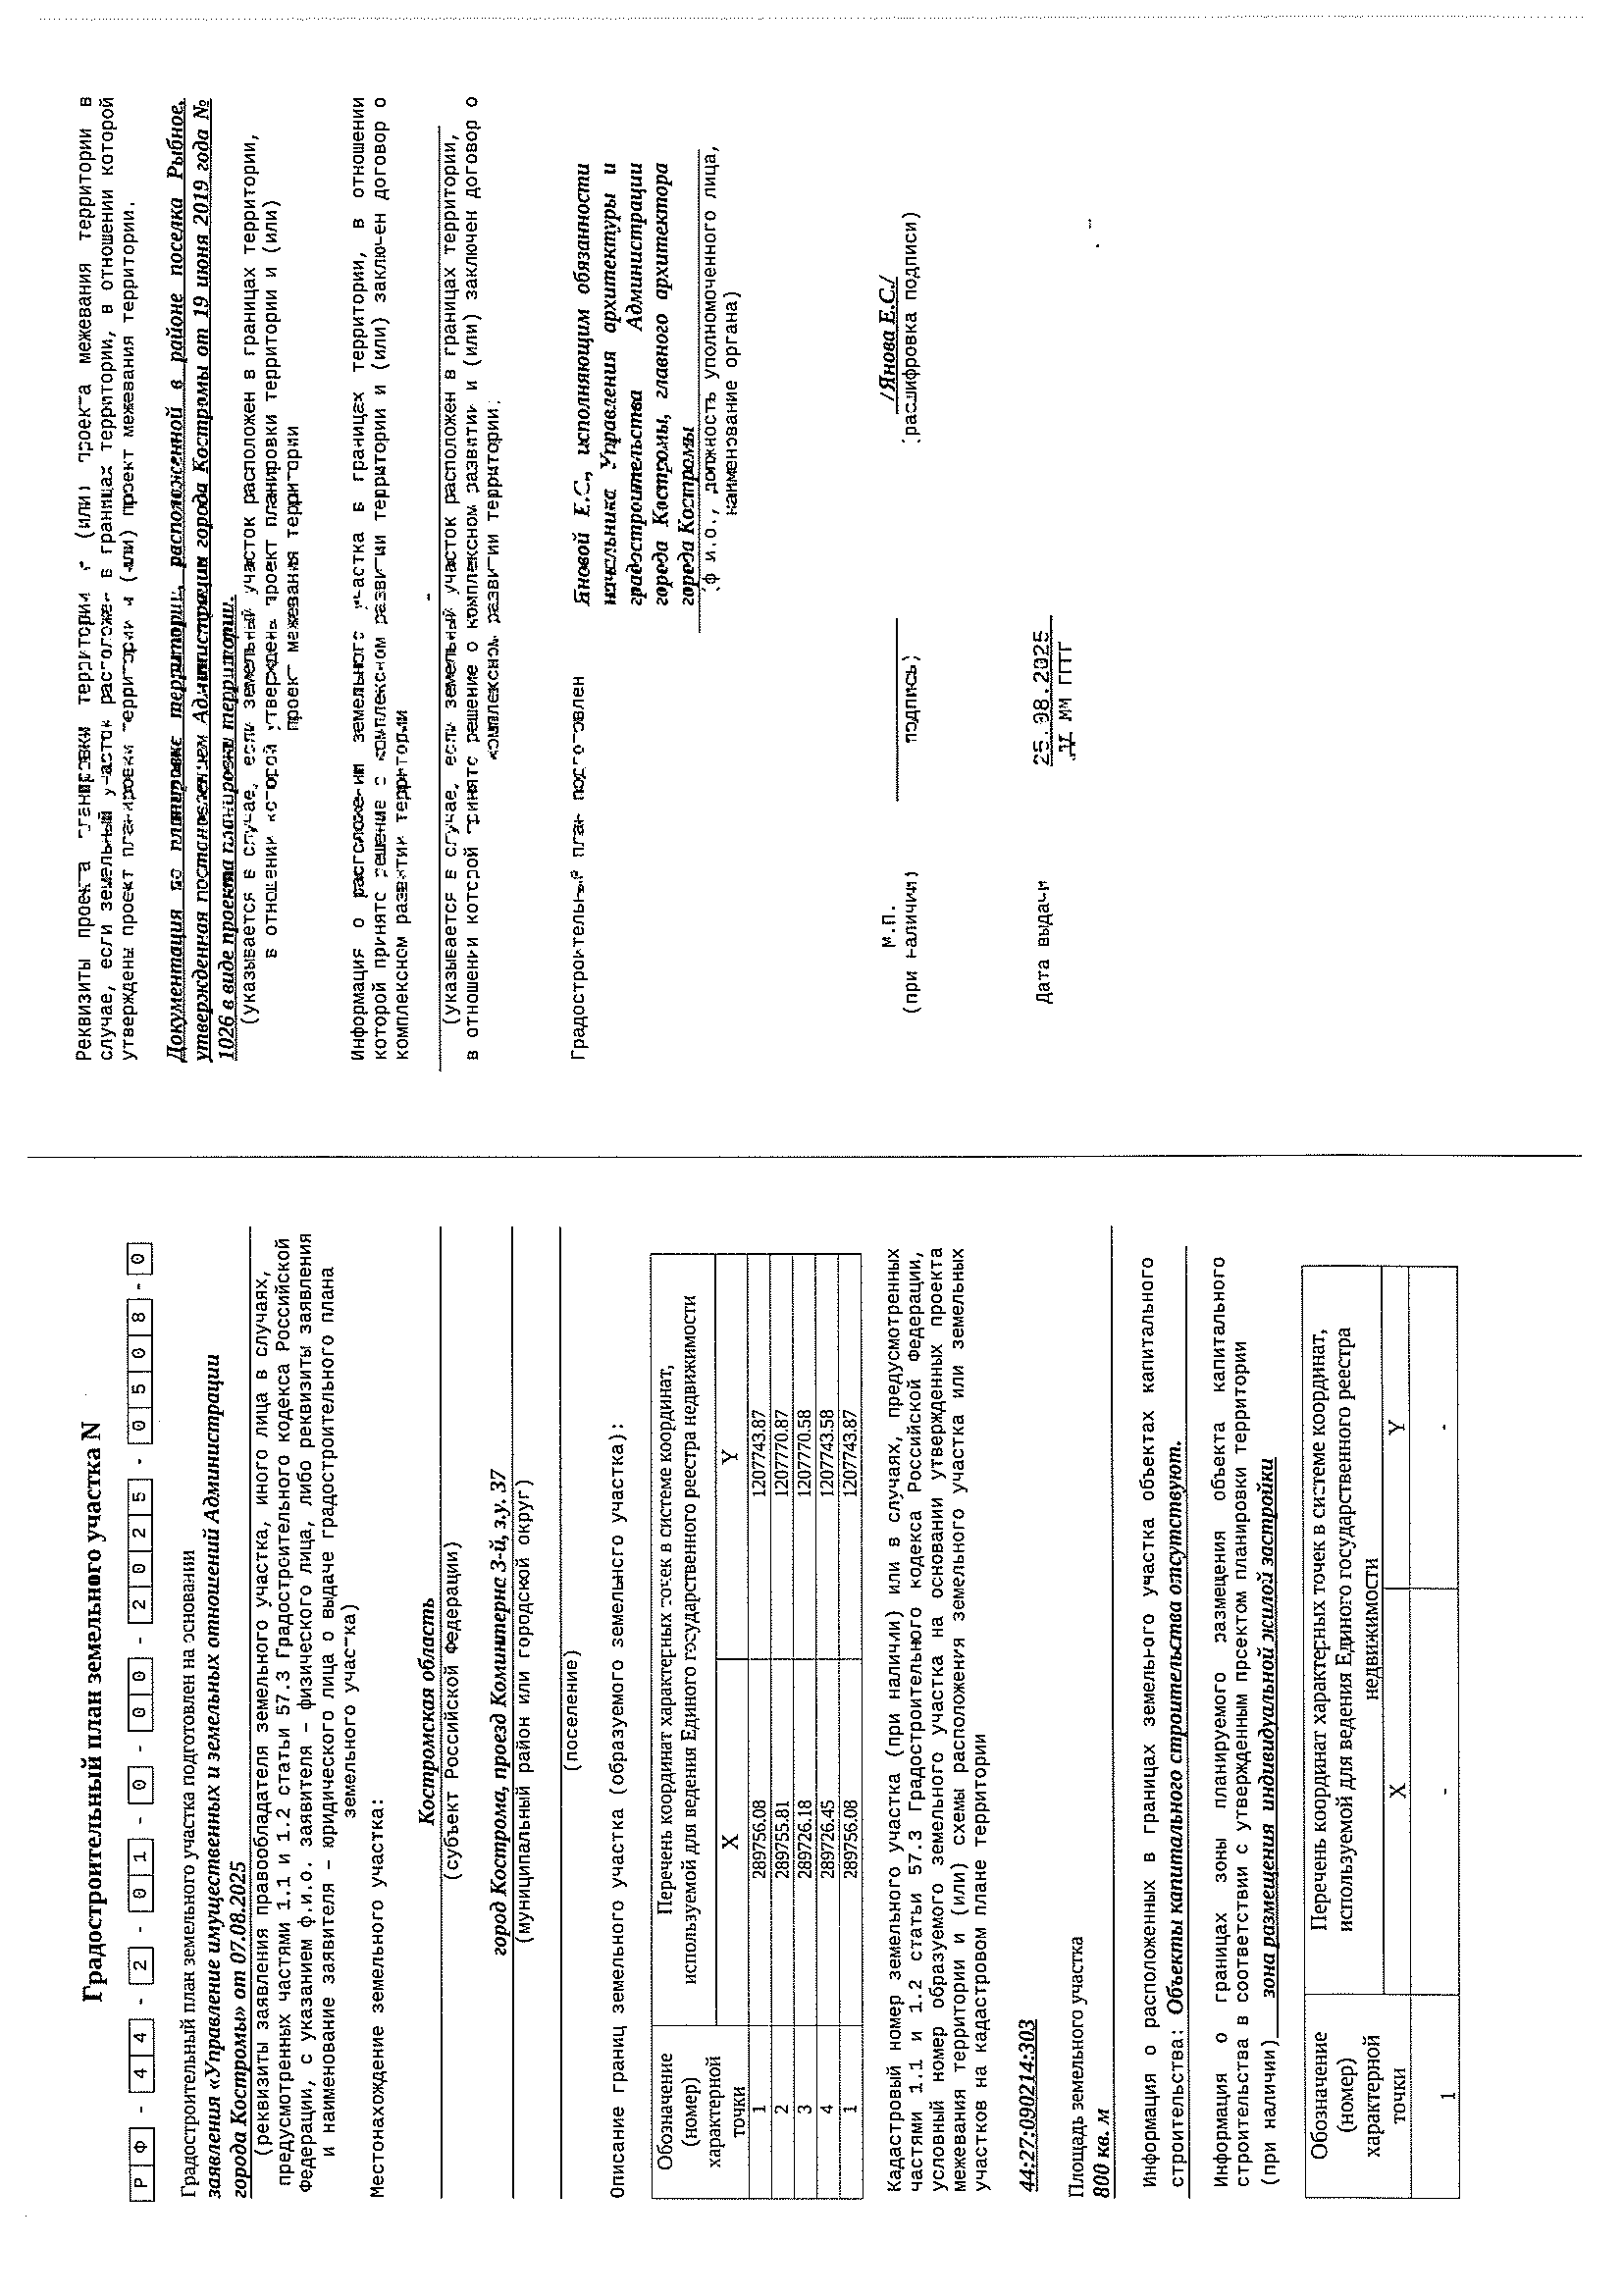 Градостроительный план земельного участка N
Р Ф - 4 4 - 2 - 0 1 - 0 - 0 0 - 2 0 2 5 - 0 5 0 8 - 0
Градостроительный план земельного участка подготовлен на основании
заявления «Управление имущественных и земельных отношений Администрации
города Костромы» от 07.08.2025
(реквизиты заявления правообладателя земельного участка, иного лица в случаях,
предусмотренных частями 1.1 и 1.2 статьи 57.3 Градостроительного кодекса Российской
Федерации, с указанием ф.и.о. заявителя – физического лица, либо реквизиты заявления
и наименование заявителя – юридического лица о выдаче градостроительного плана
земельного участка)
Местонахождение земельного участка:
Костромская область
(субъект Российской Федерации)
город Кострома, проезд Коминтерна 3-й, з.у. 37
(муниципальный район или городской округ)
(поселение)
Описание границ земельного участка (образуемого земельного участка):
Обозначение (номер) характерной точки
Перечень координат характерных точек в системе координат,
используемой для ведения Единого государственного реестра недвижимости
X Y
1 289756.08 1207743.87
2 289755.81 1207770.87
3 289726.18 1207770.58
4 289726.45 1207743.58
1 289756.08 1207743.87
Кадастровый номер земельного участка (при наличии) или в случаях, предусмотренных
частями 1.1 и 1.2 статьи 57.3 Градостроительного кодекса Российской Федерации,
условный номер образуемого земельного участка на основании утвержденных проекта
межевания территории и (или) схемы расположения земельного участка или земельных
участков на кадастровом плане территории
44:27:090214:303
Площадь земельного участка
800 кв. м
Информация о расположенных в границах земельного участка объектах капитального
строительства: Объекты капитального строительства отсутствуют.
Информация о границах зоны планируемого размещения объекта капитального
строительства в соответствии с утвержденным проектом планировки территории
(при наличии) зона размещения индивидуальной жилой застройки
Обозначение (номер) характерной точки
Перечень координат характерных точек в системе координат,
используемой для ведения Единого государственного реестра
недвижимости
X Y
1 - -
Реквизиты проекта планировки территории и (или) проекта межевания территории в
случае, если земельный участок расположен в границах территории, в отношении которой
утверждены проект планировки территории и (или) проект межевания территории.
Документация по планировке территории, расположенной в районе поселка Рыбное,
утвержденная постановлением Администрации города Костромы от 19 июня 2019 года №
1026 в виде проекта планировки территории.
(указывается в случае, если земельный участок расположен в границах территории,
в отношении которой утвержден проект планировки территории и (или)
проект межевания территории
Информация о расположении земельного участка в границах территории, в отношении
которой принято решение о комплексном развитии территории и (или) заключен договор о
комплексном развитии территории
-
(указывается в случае, если земельный участок расположен в границах территории,
в отношении которой принято решение о комплексном развитии и (или) заключен договор о
комплексном развитии территории.
Градостроительный план подготовлен
Яновой Е.С., исполняющим обязанности
начальника Управления архитектуры и
градостроительства Администрации
города Костромы, главного архитектора
города Костромы
(ф и.о., должность уполномоченного лица,
наименование органа)
М.П.
(при наличии)
подпись)
/Янова Е.С./
(расшифровка подписи)
Дата выдачи 25.08.2025
ММ ГГГГ